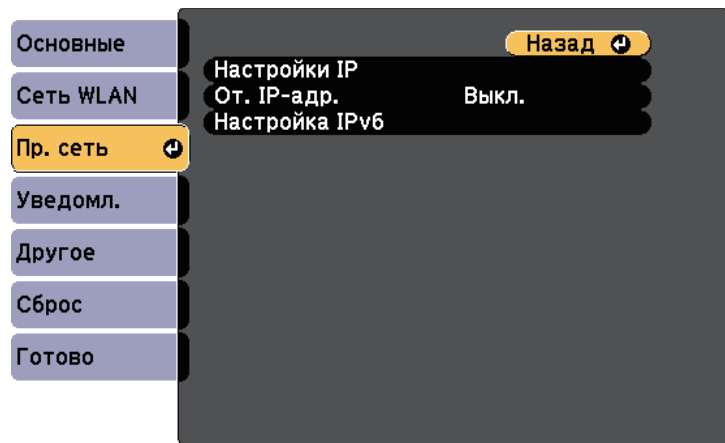 Основные
Сеть WLAN
Пр. сеть
Уведомл.
Другое
Сброс
Готово
Назад
Настройки IP
От. IP-адр. Выкл.
Настройка IPv6